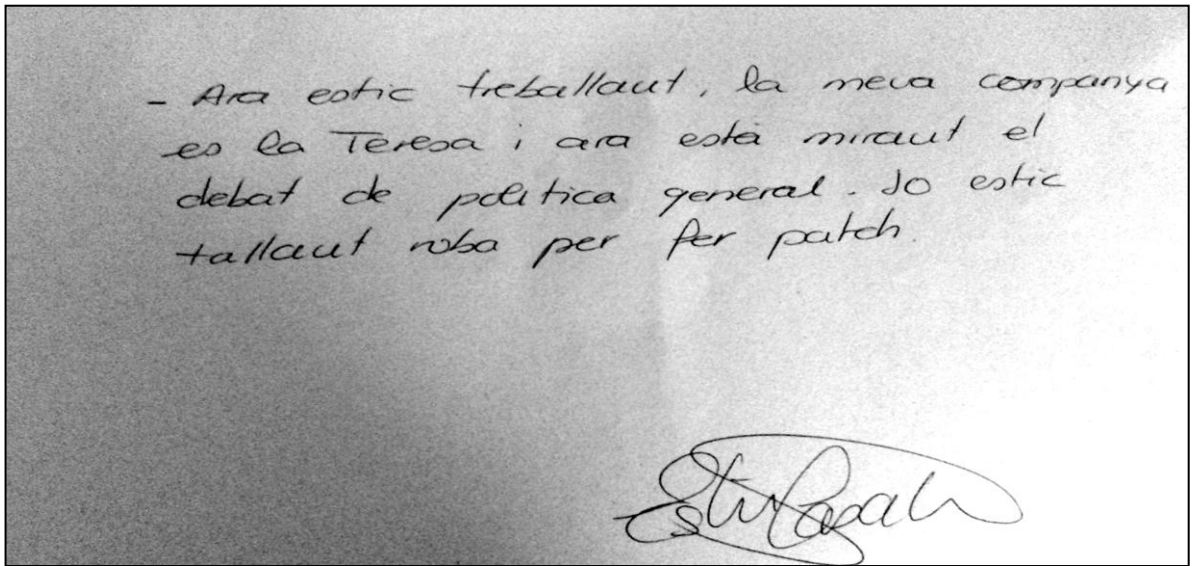 - Ara estic treballant, la meva companya
es la Teresa i ara està mirant el
debat de política general. Jo estic
tallant roba per fer patch.